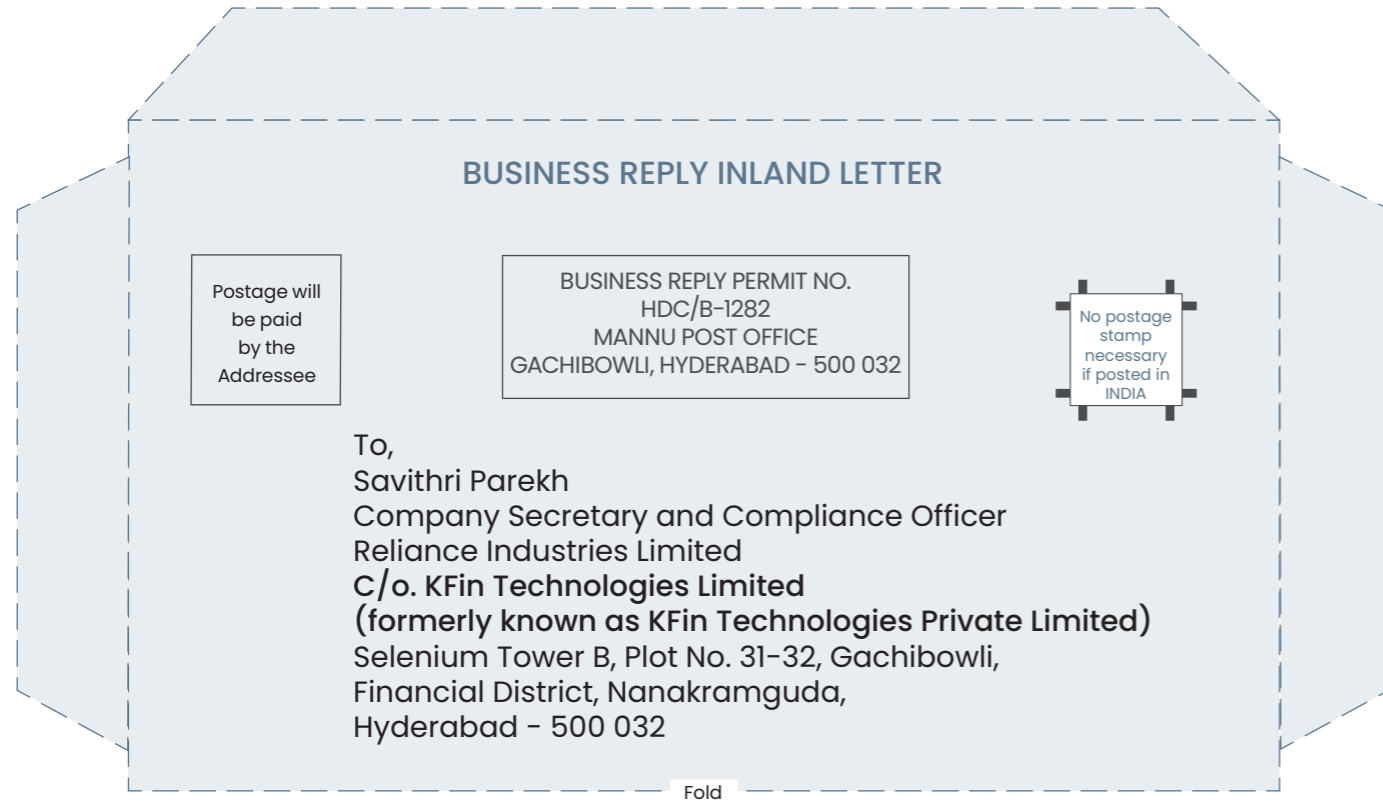 BUSINESS REPLY INLAND LETTER
Postage will
be paid
by the
Addressee
BUSINESS REPLY PERMIT NO.
HDC/B-1282
MANNU POST OFFICE
GACHIBOWLI, HYDERABAD - 500 032
No postage
stamp
necessary
if posted in
INDIA
To,
Savithri Parekh
Company Secretary and Compliance Officer
Reliance Industries Limited
C/o. KFin Technologies Limited
(formerly known as KFin Technologies Private Limited)
Selenium Tower B, Plot No. 31-32, Gachibowli,
Financial District, Nanakramguda,
Hyderabad - 500 032
Fold